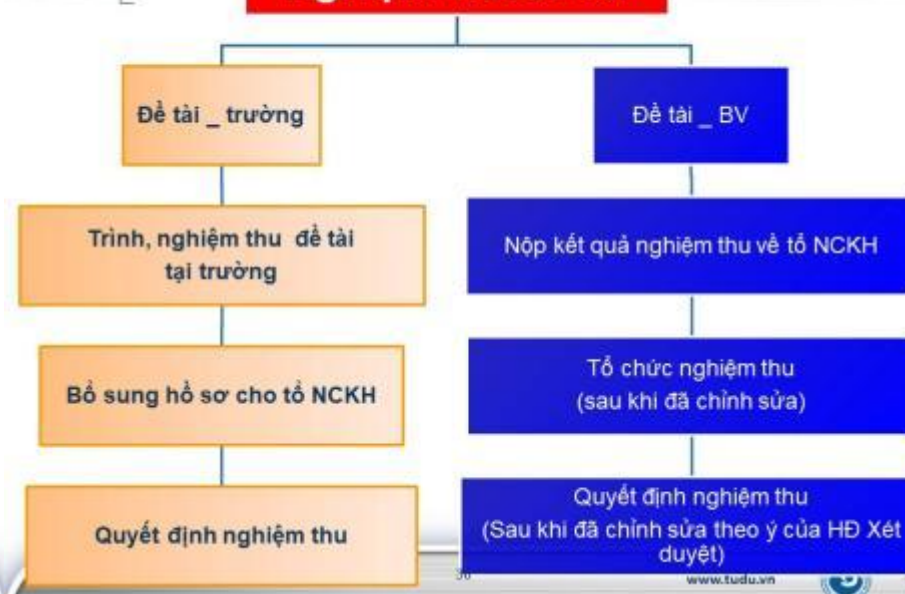 Đề tài _ trường
Đề tài _ BV
Trình, nghiệm thu đề tài
tại trường
Nộp kết quả nghiệm thu về tổ NCKH
Bổ sung hồ sơ cho tổ NCKH
Tổ chức nghiệm thu
(sau khi đã chỉnh sửa)
Quyết định nghiệm thu
Quyết định nghiệm thu
(Sau khi đã chỉnh sửa theo ý của HĐ Xét
duyệt)
www.tudu.vn